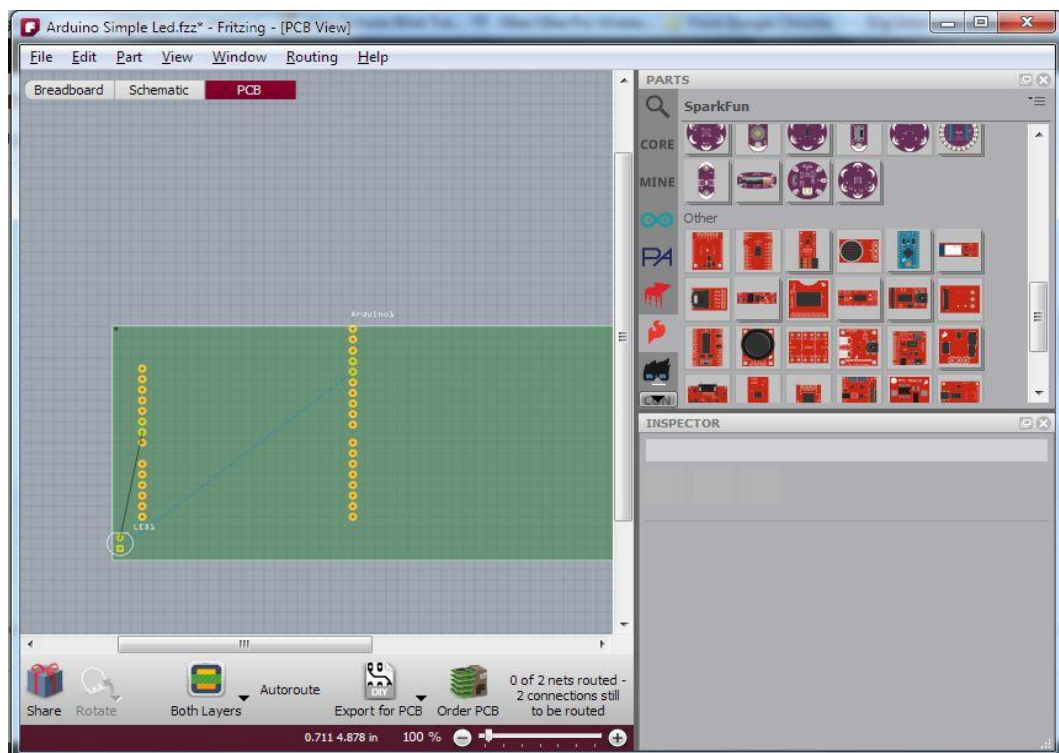 Arduino Simple Led.fzz* - Fritzing - [PCB View]
File Edit Part View Window Routing Help
Breadboard Schematic PCB
PARTS
SparkFun
CORE
MINE
Other
PA
INSPECTOR
Arduino1
LED1
DIY
0 of 2 nets routed -
2 connections still
to be routed
Share Rotate Both Layers Autoroute Export for PCB Order PCB
0.711 4.878 in 100 %